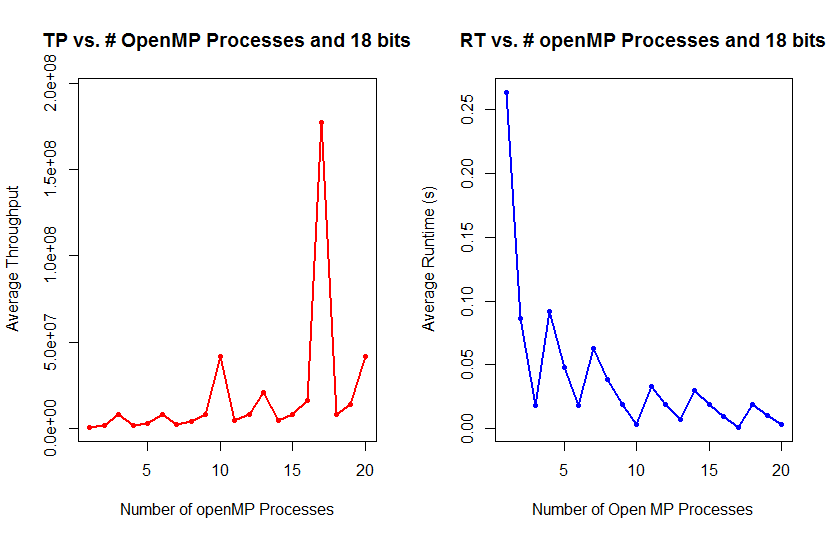 TP vs. # OpenMP Processes and 18 bits
Average Throughput
0.0e+00
5.0e+07
1.0e+08
1.5e+08
2.0e+08
5
10
15
20
Number of openMP Processes
RT vs. # openMP Processes and 18 bits
Average Runtime (s)
0.00
0.05
0.10
0.15
0.20
0.25
5
10
15
20
Number of Open MP Processes